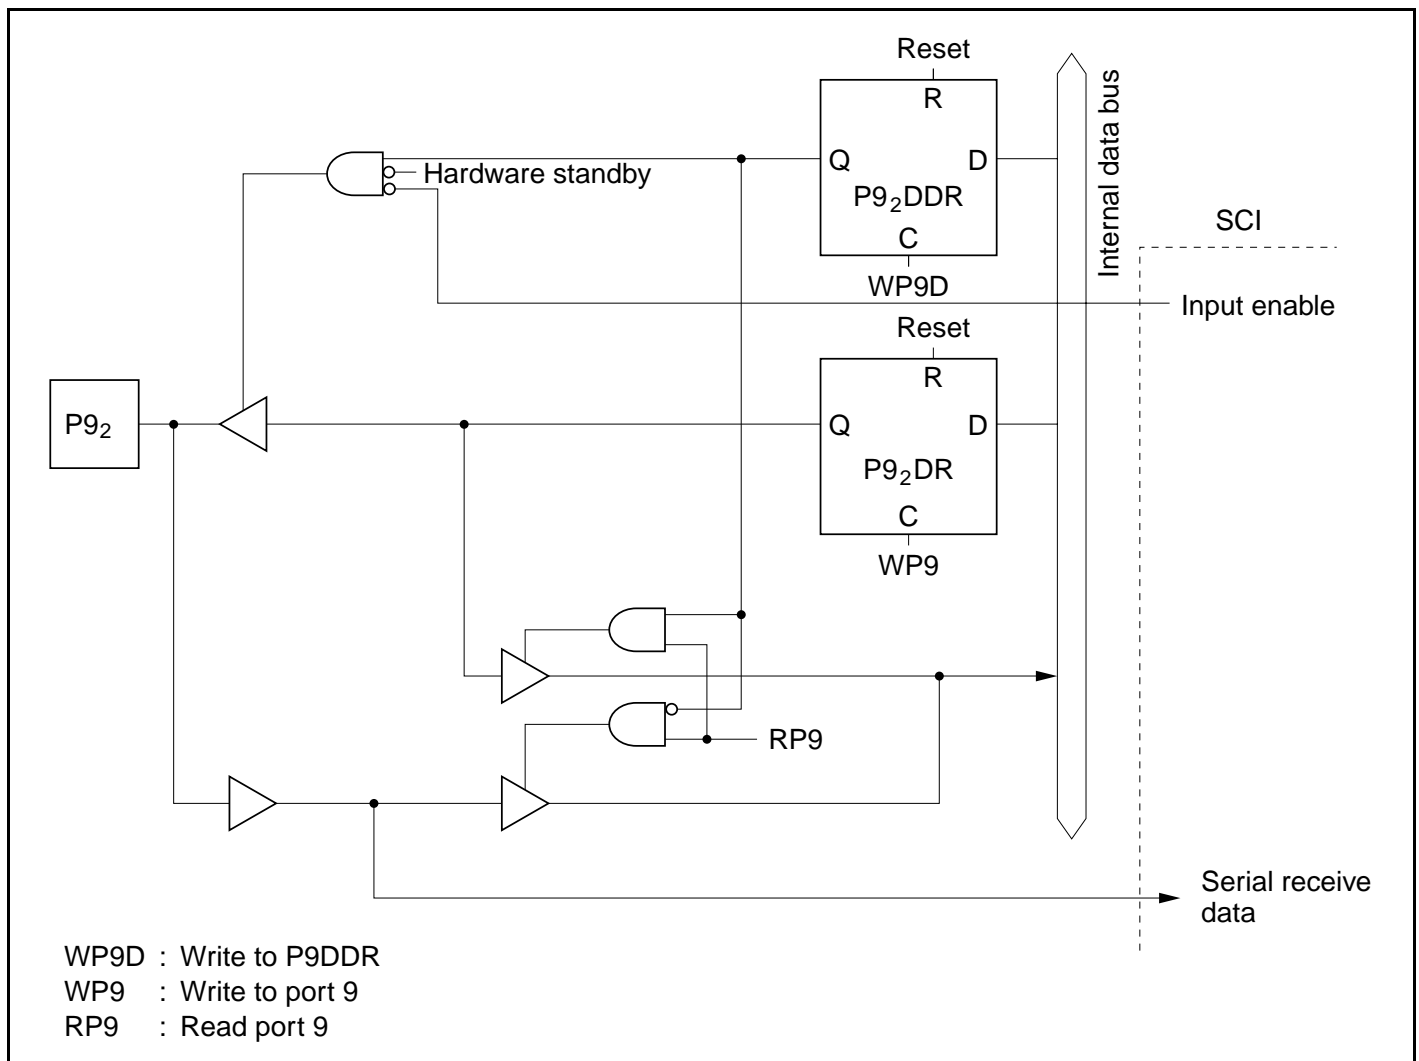 Reset
R
Internal data bus
Hardware standby
Q
D
P9₂DDR
C
WP9D
SCI
Input enable
Reset
R
P9₂
Q
D
P9₂DR
C
WP9
RP9
Serial receive
data
WP9D : Write to P9DDR
WP9 : Write to port 9
RP9 : Read port 9